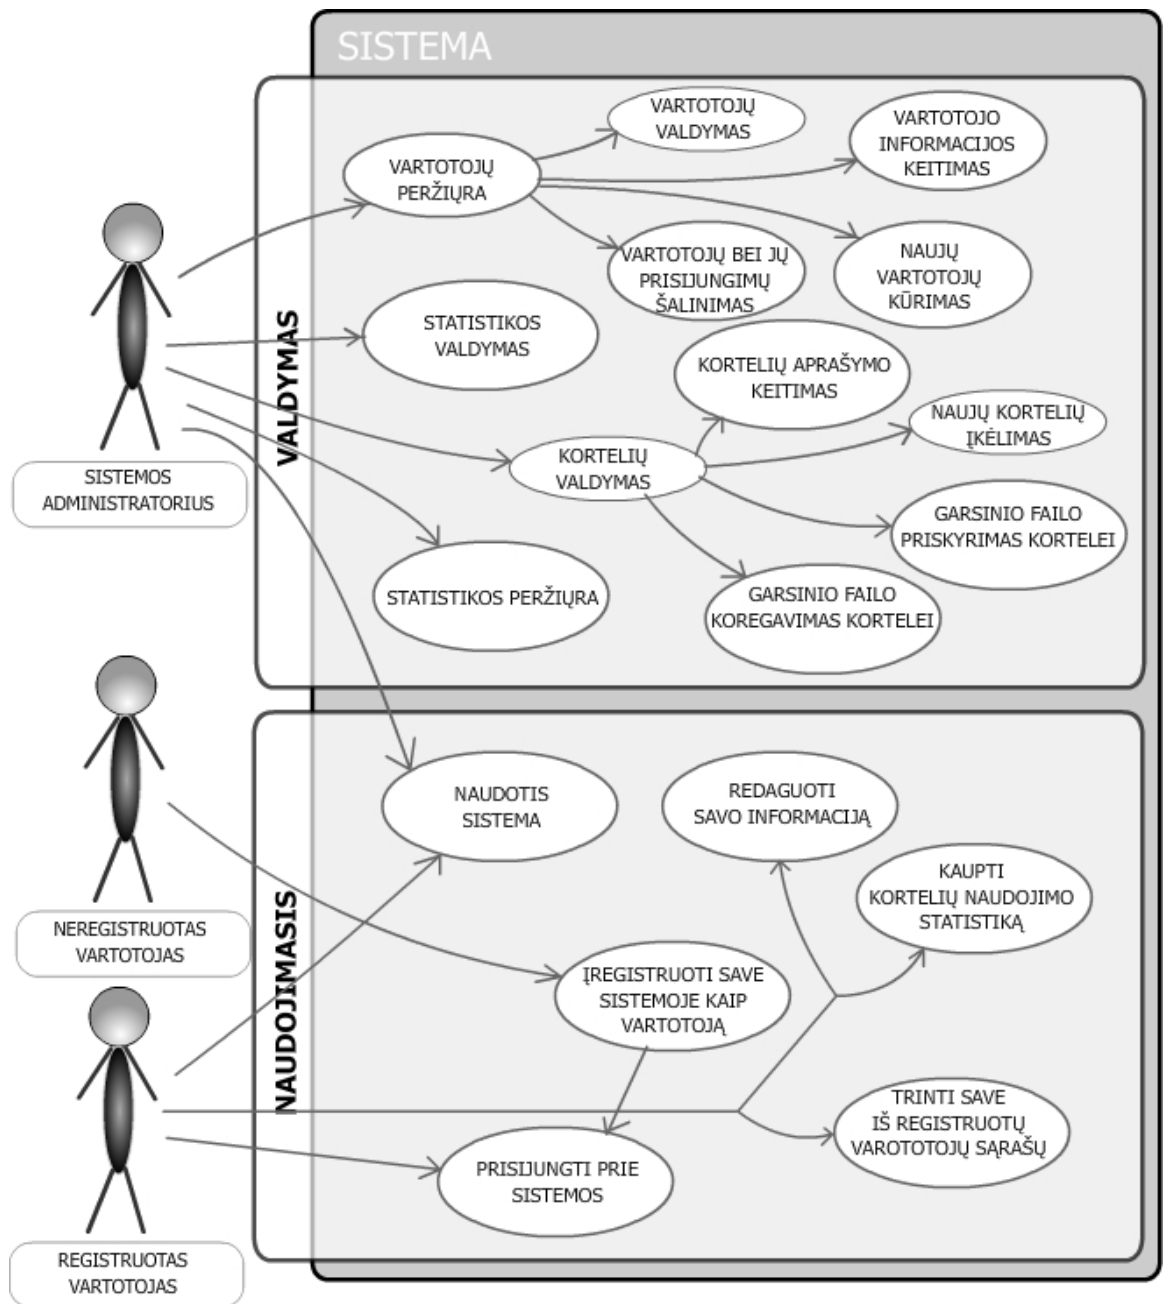 SISTEMA
VARTOTOJŲ
VALDYMAS
VARTOTOJO
INFORMACIJOS
KEITIMAS
VARTOTOJŲ
PERŽIŪRA
VARTOTOJŲ BEI JŲ
PRISIJUNGIMŲ
ŠALINIMAS
NAUJŲ
VARTOTOJŲ
KŪRIMAS
STATISTIKOS
VALDYMAS
VALDYMAS
KORTELIŲ APRAŠYMO
KEITIMAS
NAUJŲ KORTELIŲ
ĮKĖLIMAS
KORTELIŲ
VALDYMAS
SISTEMOS
ADMINISTRATORIUS
GARSINIO FAILO
PRISKYRIMAS KORTELEI
STATISTIKOS PERŽIŪRA
GARSINIO FAILO
KOREGAVIMAS KORTELEI
NAUDOTIS
SISTEMA
REDAGUOTI
SAVO INFORMACIJĄ
KAUPTI
KORTELIŲ NAUDOJIMO
STATISTIKĄ
NEREGISTRUOTAS
VARTOTOJAS
NAUDOJIMASIS
ĮREGISTRUOTI SAVE
SISTEMOJE KAIP
VARTOTOJĄ
TRINTI SAVE
IŠ REGISTRUOTŲ
VAROTOTOJŲ SĄRAŠŲ
PRISIJUNGTI PRIE
SISTEMOS
REGISTRUOTAS
VARTOTOJAS